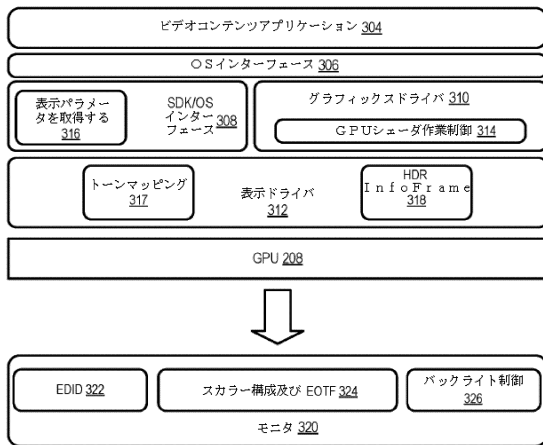 ビデオコンテンツアプリケーション 304
OSインターフェース 306
表示パラメー
タを取得する
316
SDK/OS
インター
フェース 308
グラフィックスドライバ 310
GPUシェーダ作業制御 314
トーンマッピング
317
表示ドライバ
312
HDR
InfoFrame
318
GPU 208
EDID 322
スカラー構成及び EOTF 324
バックライト制御
326
モニタ 320